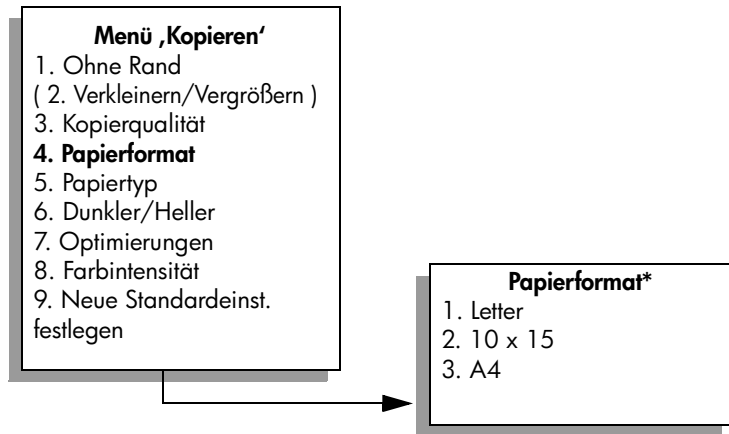 Menü ‚Kopieren‘
1. Ohne Rand
( 2. Verkleinern/Vergrößern )
3. Kopierqualität
4. Papierformat
5. Papiertyp
6. Dunkler/Heller
7. Optimierungen
8. Farbintensität
9. Neue Standardeinst.
festlegen
Papierformat*
1. Letter
2. 10 x 15
3. A4